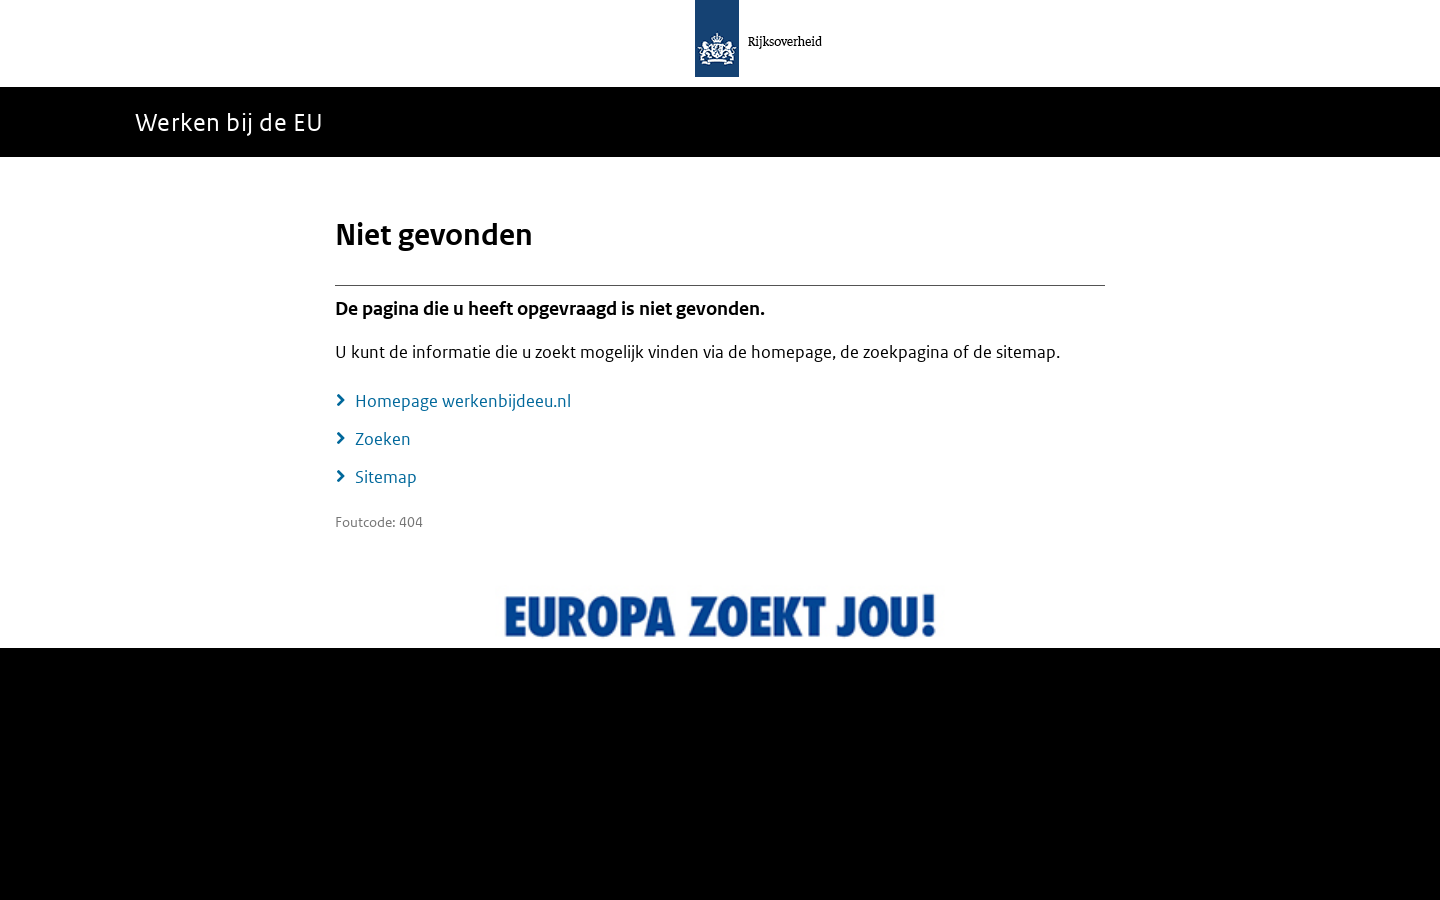 Rijksoverheid
Werken bij de EU
Niet gevonden
De pagina die u heeft opgevraagd is niet gevonden.
U kunt de informatie die u zoekt mogelijk vinden via de homepage, de zoekpagina of de sitemap.
Homepage werkenbijdeeu.nl
Zoeken
Sitemap
Foutcode: 404
EUROPA ZOEKT JOU!